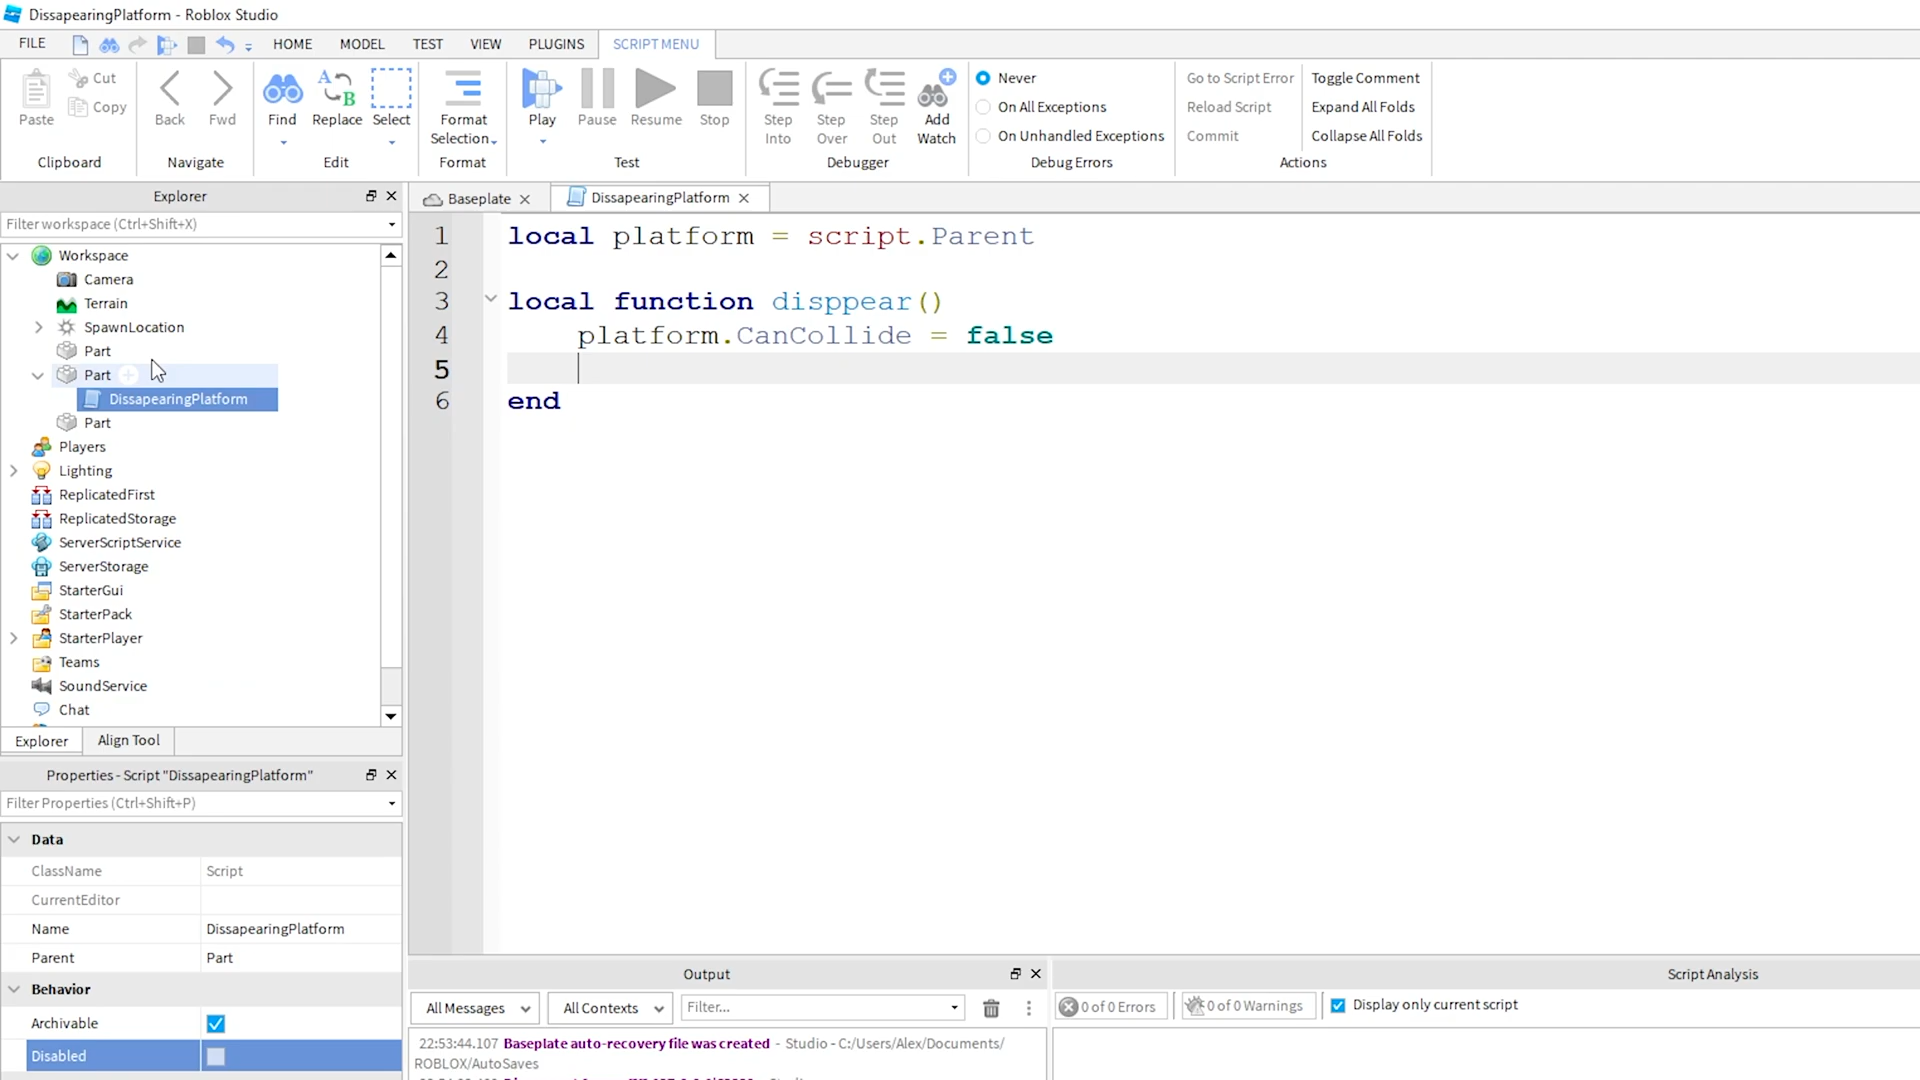 DissapearingPlatform - Roblox Studio
FILE HOME MODEL TEST VIEW PLUGINS SCRIPT MENU
Paste Cut Copy Clipboard
Back Fwd Navigate
Find Replace Select Edit
Format Selection Format
Play Pause Resume Stop Test
Step Into Step Over Step Out Add Watch Debugger
Never
On All Exceptions
On Unhandled Exceptions
Debug Errors
Go to Script Error Toggle Comment
Reload Script Expand All Folds
Commit Collapse All Folds
Actions
Explorer
Filter workspace (Ctrl+Shift+X)
Workspace
Camera
Terrain
SpawnLocation
Part
Part
DissapearingPlatform
Part
Players
Lighting
ReplicatedFirst
ReplicatedStorage
ServerScriptService
ServerStorage
StarterGui
StarterPack
StarterPlayer
Teams
SoundService
Chat
Explorer Align Tool
Properties - Script "DissapearingPlatform"
Filter Properties (Ctrl+Shift+P)
Data
ClassName Script
CurrentEditor
Name DissapearingPlatform
Parent Part
Behavior
Archivable
Disabled
Baseplate DissapearingPlatform
1 local platform = script.Parent
2
3 local function disppear()
4 platform.CanCollide = false
5
6 end
Output
All Messages All Contexts Filter...
22:53:44.107 Baseplate auto-recovery file was created - Studio - C:/Users/Alex/Documents/
ROBLOX/AutoSaves
Script Analysis
0 of 0 Errors 0 of 0 Warnings Display only current script